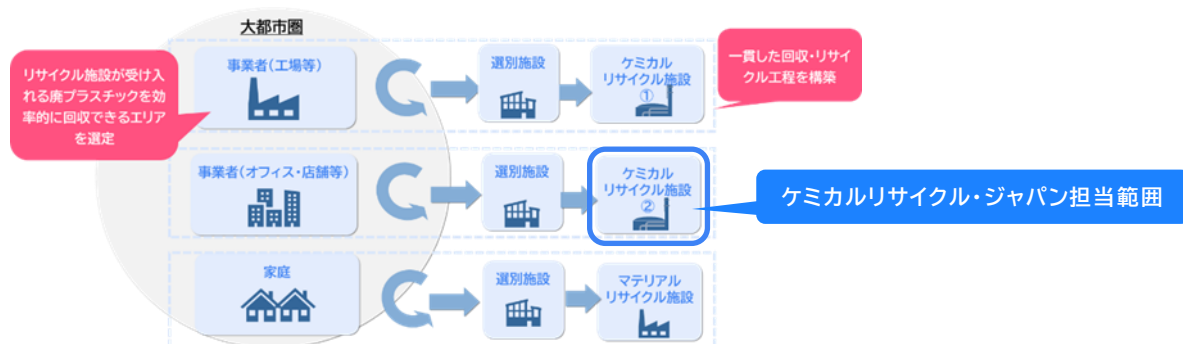 大都市圏
リサイクル施設が受け入
れる廃プラスチックを効
率的に回収できるエリア
を選定
事業者(工場等)
選別施設
ケミカル
リサイクル施設
①
一貫した回収・リサイ
クル工程を構築
事業者(オフィス・店舗等)
選別施設
ケミカル
リサイクル施設
②
ケミカルリサイクル・ジャパン担当範囲
家庭
選別施設
マテリアル
リサイクル施設